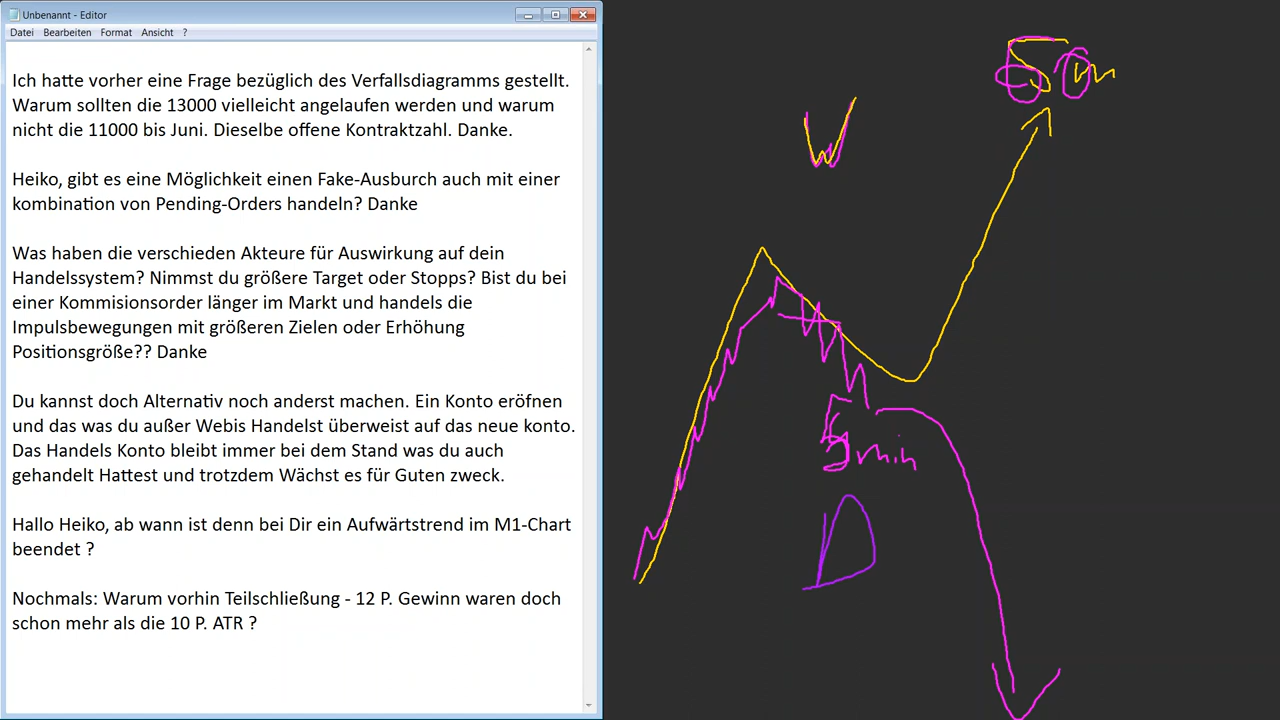 Unbenannt - Editor
Datei Bearbeiten Format Ansicht ?
Ich hatte vorher eine Frage bezüglich des Verfallsdiagramms gestellt.
Warum sollten die 13000 vielleicht angelaufen werden und warum
nicht die 11000 bis Juni. Dieselbe offene Kontraktzahl. Danke.
Heiko, gibt es eine Möglichkeit einen Fake-Ausburch auch mit einer
kombination von Pending-Orders handeln? Danke
Was haben die verschieden Akteure für Auswirkung auf dein
Handelssystem? Nimmst du größere Target oder Stopps? Bist du bei
einer Kommisionsorder länger im Markt und handels die
Impulsbewegungen mit größeren Zielen oder Erhöhung
Positionsgröße?? Danke
Du kannst doch Alternativ noch anderst machen. Ein Konto eröfnen
und das was du außer Webis Handelst überweist auf das neue konto.
Das Handels Konto bleibt immer bei dem Stand was du auch
gehandelt Hattest und trotzdem Wächst es für Guten zweck.
Hallo Heiko, ab wann ist denn bei Dir ein Aufwärtstrend im M1-Chart
beendet ?
Nochmals: Warum vorhin Teilschließung - 12 P. Gewinn waren doch
schon mehr als die 10 P. ATR ?
W
5 min
D